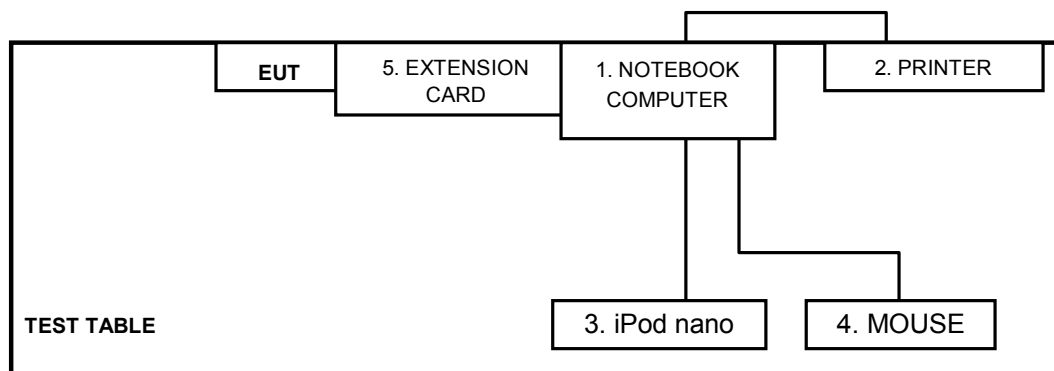 EUT
5. EXTENSION
CARD
1. NOTEBOOK
COMPUTER
2. PRINTER
TEST TABLE
3. iPod nano
4. MOUSE